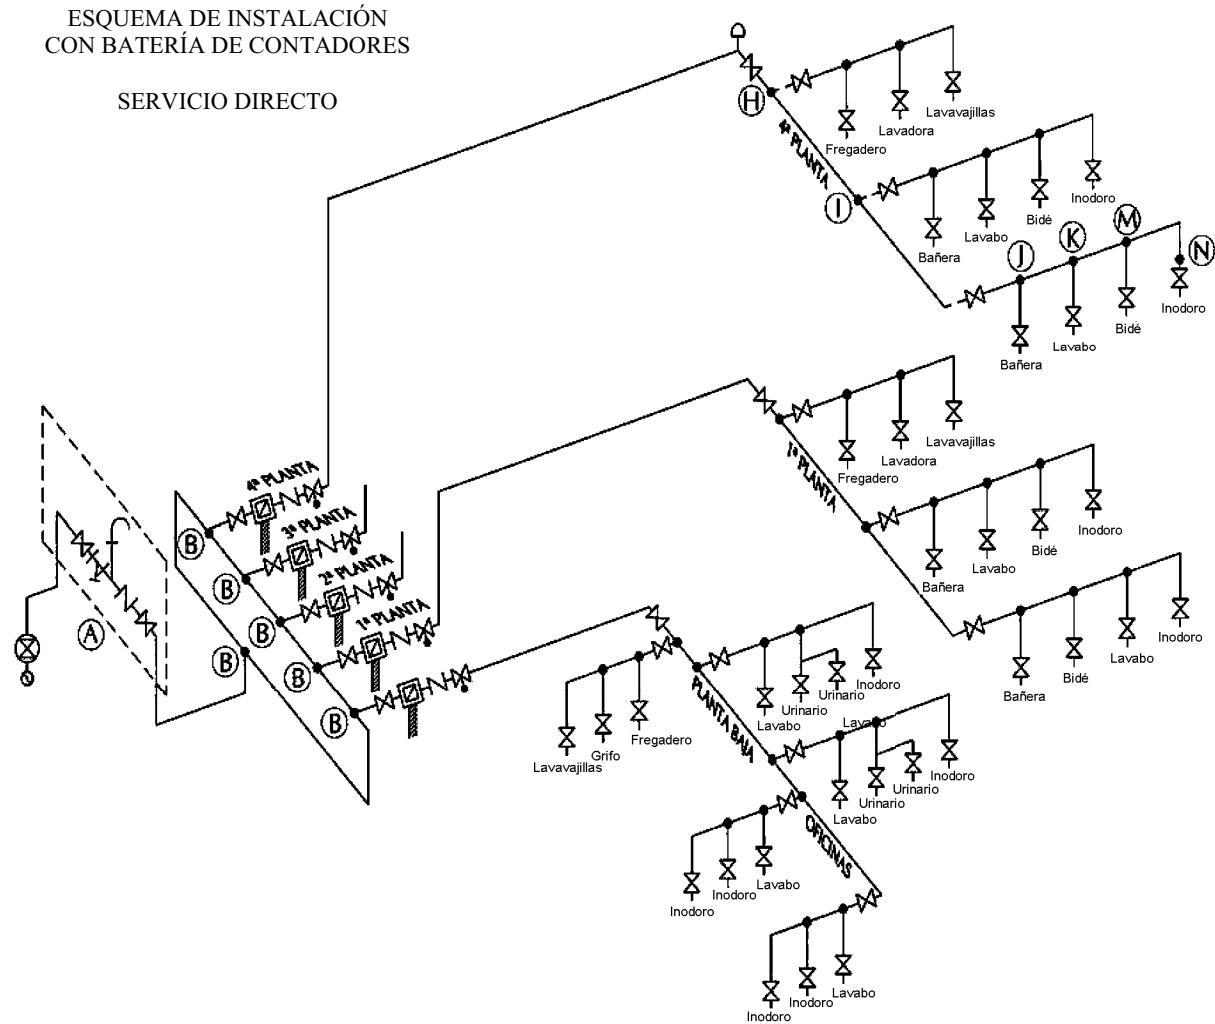 ESQUEMA DE INSTALACIÓN
CON BATERÍA DE CONTADORES
SERVICIO DIRECTO
H
4ª PLANTA
Fregadero
Lavadora
Lavavajillas
I
Bañera
Lavabo
Bidé
Inodoro
J
K
M
N
Bañera
Lavabo
Bidé
Inodoro
1ª PLANTA
Fregadero
Lavadora
Lavavajillas
Bañera
Lavabo
Bidé
Inodoro
Bañera
Bidé
Lavabo
Inodoro
A
B
4ª PLANTA
B
3ª PLANTA
B
2ª PLANTA
B
B
1ª PLANTA
B
Lavavajillas
Grifo
Fregadero
PLANTA BAJA
Lavabo
Urinario
Urinario
Inodoro
Lavabo
Lavabo
Urinario
Urinario
Inodoro
OFICINAS
Inodoro
Inodoro
Lavabo
Inodoro
Inodoro
Lavabo